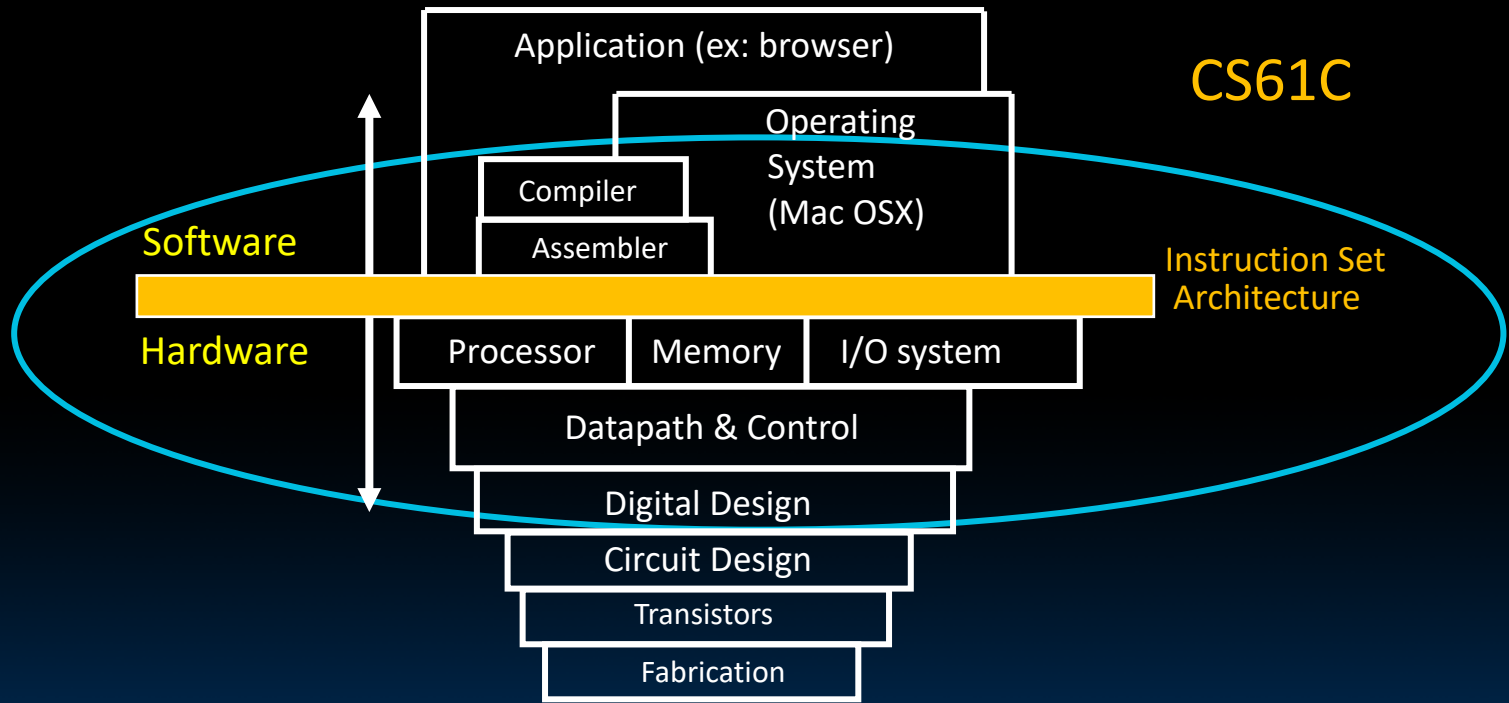 Application (ex: browser)
CS61C
Operating
System
(Mac OSX)
Compiler
Assembler
Software
Instruction Set
Architecture
Hardware
Processor
Memory
I/O system
Datapath & Control
Digital Design
Circuit Design
Transistors
Fabrication